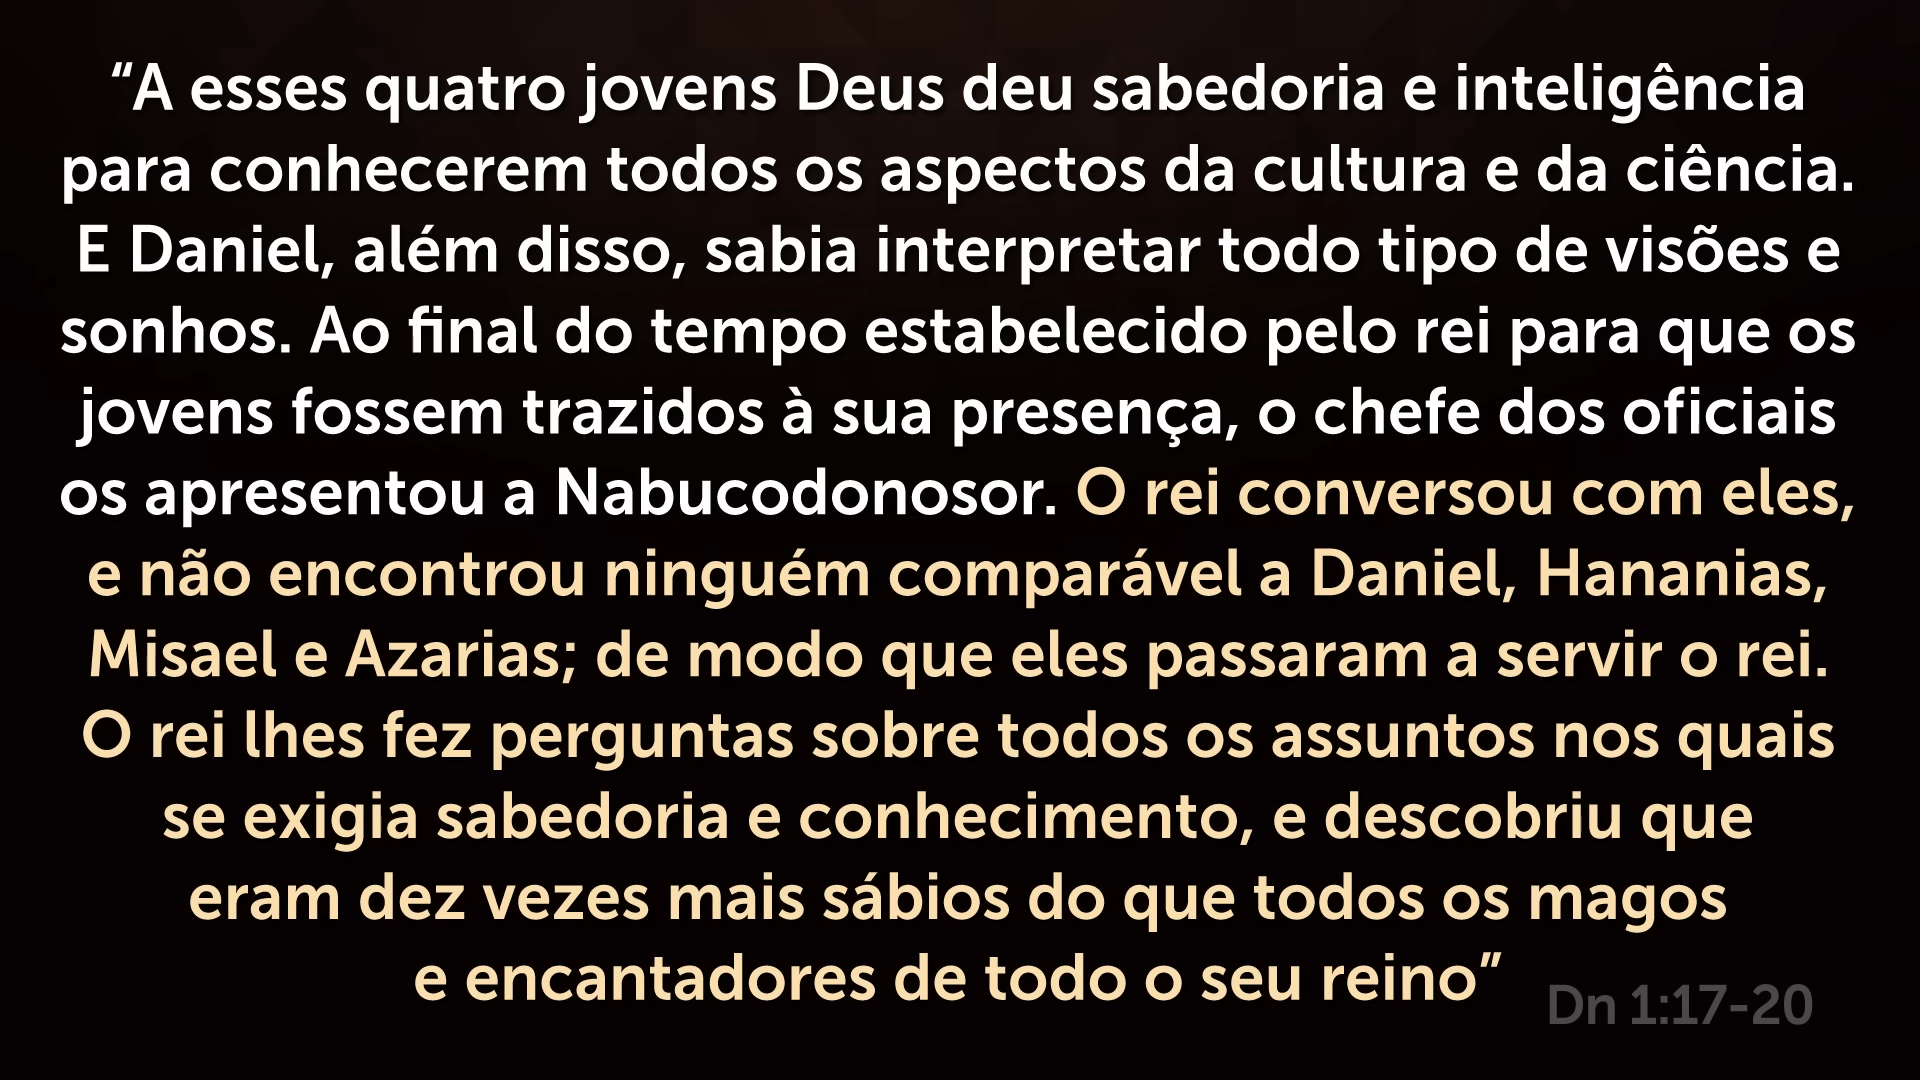 “A esses quatro jovens Deus deu sabedoria e inteligência
para conhecerem todos os aspectos da cultura e da ciência.
E Daniel, além disso, sabia interpretar todo tipo de visões e
sonhos. Ao final do tempo estabelecido pelo rei para que os
jovens fossem trazidos à sua presença, o chefe dos oficiais
os apresentou a Nabucodonosor. O rei conversou com eles,
e não encontrou ninguém comparável a Daniel, Hananias,
Misael e Azarias; de modo que eles passaram a servir o rei.
O rei lhes fez perguntas sobre todos os assuntos nos quais
se exigia sabedoria e conhecimento, e descobriu que
eram dez vezes mais sábios do que todos os magos
e encantadores de todo o seu reino”
Dn 1:17-20